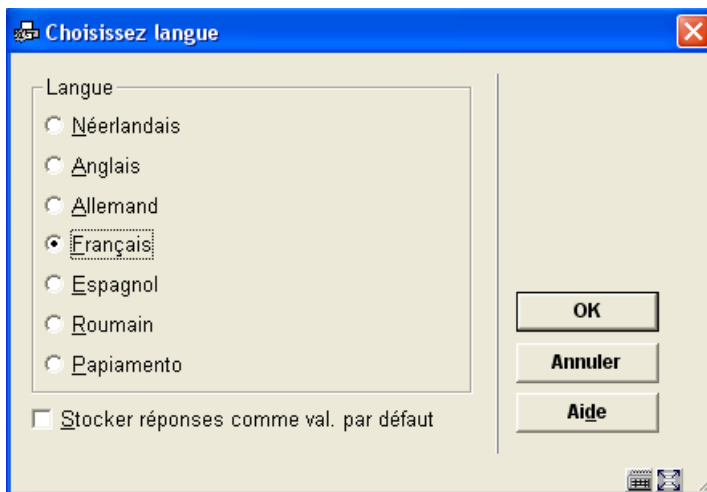 Choisissez langue
Langue
Néerlandais
Anglais
Allemand
Français
Espagnol
Roumain
Papiamento
Stocker réponses comme val. par défaut
OK
Annuler
Aide